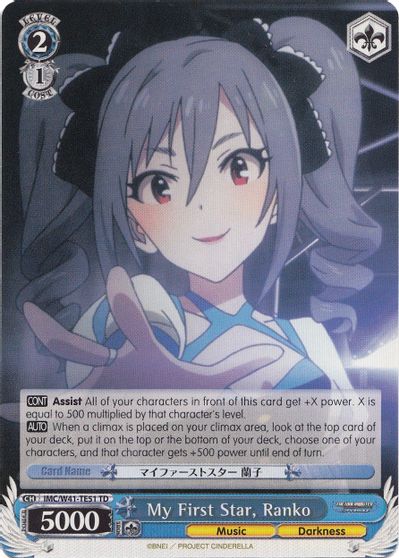 LEVEL
2
1
COST
CONT Assist All of your characters in front of this card get +X power. X is
equal to 500 multiplied by that character's level.
AUTO When a climax is placed on your climax area, look at the top card of
your deck, put it on the top or the bottom of your deck, choose one of your
characters, and that character gets +500 power until end of turn.
Card Name マイファーストスター 蘭子
CH IMC/W41-TE51 TD
5000
My First Star, Ranko
Music Darkness
©BNEI / PROJECT CINDERELLA